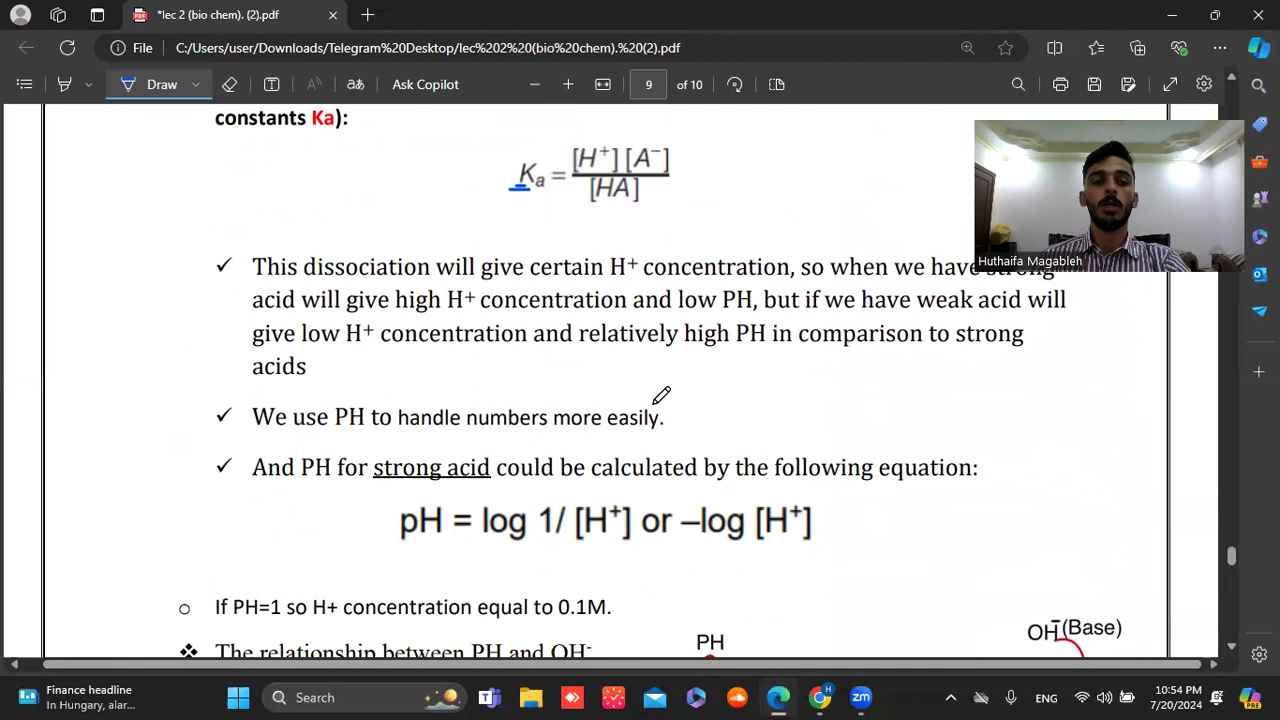 *lec 2 (bio chem). (2).pdf
File C:/Users/user/Downloads/Telegram%20Desktop/lec%202%20(bio%20chem).%20(2).pdf
Draw Ask Copilot 9 of 10
constants Ka):
Ka = [H+] [A−] / [HA]
Huthaifa Magableh
✓ This dissociation will give certain H+ concentration, so when we have strong
acid will give high H+ concentration and low PH, but if we have weak acid will
give low H+ concentration and relatively high PH in comparison to strong
acids
✓ We use PH to handle numbers more easily.
✓ And PH for strong acid could be calculated by the following equation:
pH = log 1/ [H+] or –log [H+]
o If PH=1 so H+ concentration equal to 0.1M.
❖ The relationship between PH and OH-
PH
OH- (Base)
Finance headline
In Hungary, alar...
Search
ENG
10:54 PM
7/20/2024